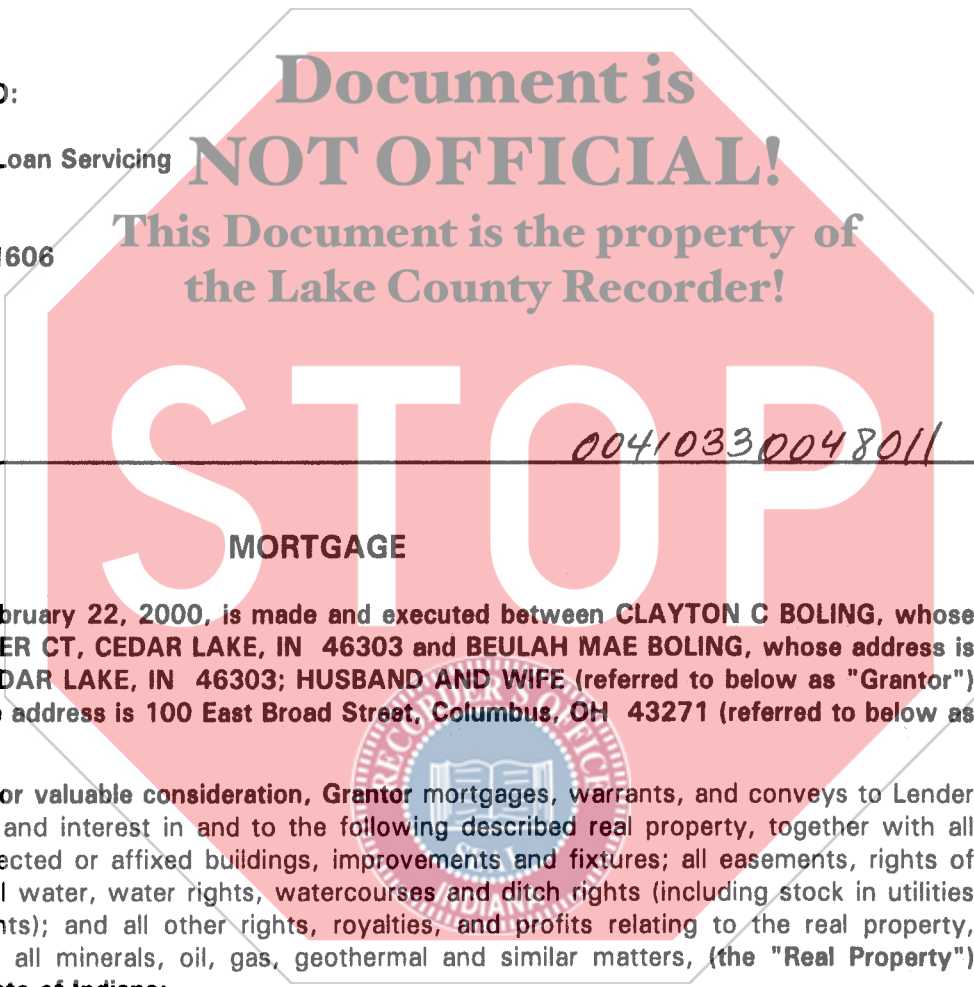 Document is
NOT OFFICIAL!
This Document is the property of
the Lake County Recorder!
O:
Loan Servicing
1606
STOP
00410330048011
MORTGAGE
bruary 22, 2000, is made and executed between CLAYTON C BOLING, whose
ER CT, CEDAR LAKE, IN 46303 and BEULAH MAE BOLING, whose address is
DAR LAKE, IN 46303; HUSBAND AND WIFE (referred to below as "Grantor")
address is 100 East Broad Street, Columbus, OH 43271 (referred to below as
or valuable consideration, Grantor mortgages, warrants, and conveys to Lender
and interest in and to the following described real property, together with all
ected or affixed buildings, improvements and fixtures; all easements, rights of
l water, water rights, watercourses and ditch rights (including stock in utilities
nts); and all other rights, royalties, and profits relating to the real property,
all minerals, oil, gas, geothermal and similar matters, (the "Real Property")
ate of Indiana:
RECORDER'S OFFICE
SEAL
INDIANA